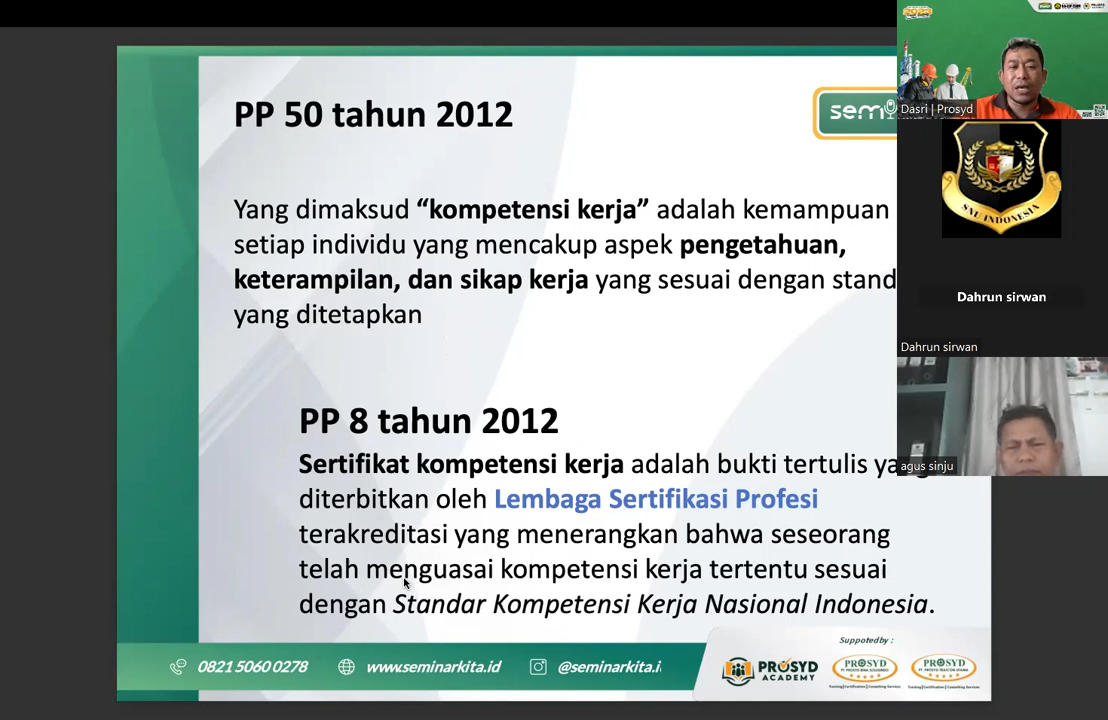 PP 50 tahun 2012
semi
Yang dimaksud “kompetensi kerja” adalah kemampuan
setiap individu yang mencakup aspek pengetahuan,
keterampilan, dan sikap kerja yang sesuai dengan stand
yang ditetapkan
PP 8 tahun 2012
Sertifikat kompetensi kerja adalah bukti tertulis ya
diterbitkan oleh Lembaga Sertifikasi Profesi
terakreditasi yang menerangkan bahwa seseorang
telah menguasai kompetensi kerja tertentu sesuai
dengan Standar Kompetensi Kerja Nasional Indonesia.
0821 5060 0278 www.seminarkita.id @seminarkita.i
Supported by :
PROSYD ACADEMY
PROSYD
PROSYD
Dasri | Prosyd
SNU INDONESIA
Dahrun sirwan
Dahrun sirwan
agus sinju